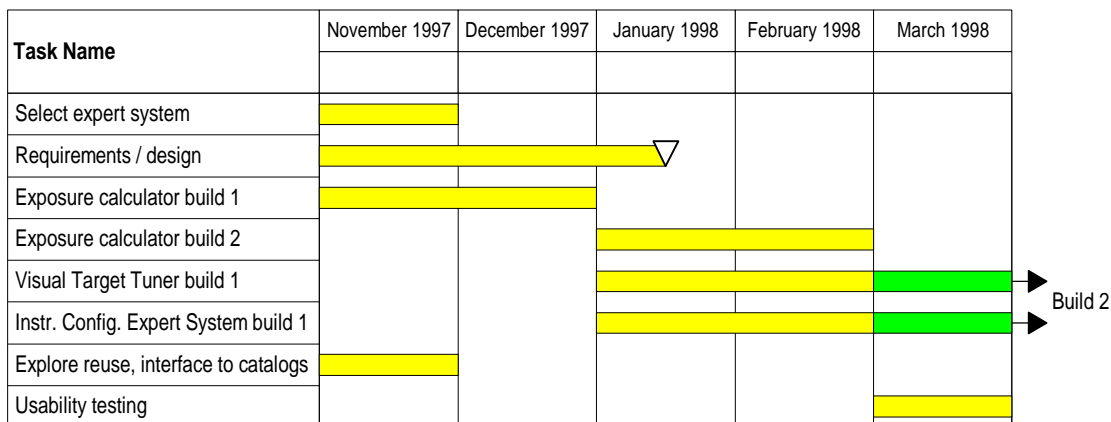 Task Name
November 1997
December 1997
January 1998
February 1998
March 1998
Select expert system
Requirements / design
Exposure calculator build 1
Exposure calculator build 2
Visual Target Tuner build 1
Build 2
Instr. Config. Expert System build 1
Explore reuse, interface to catalogs
Usability testing